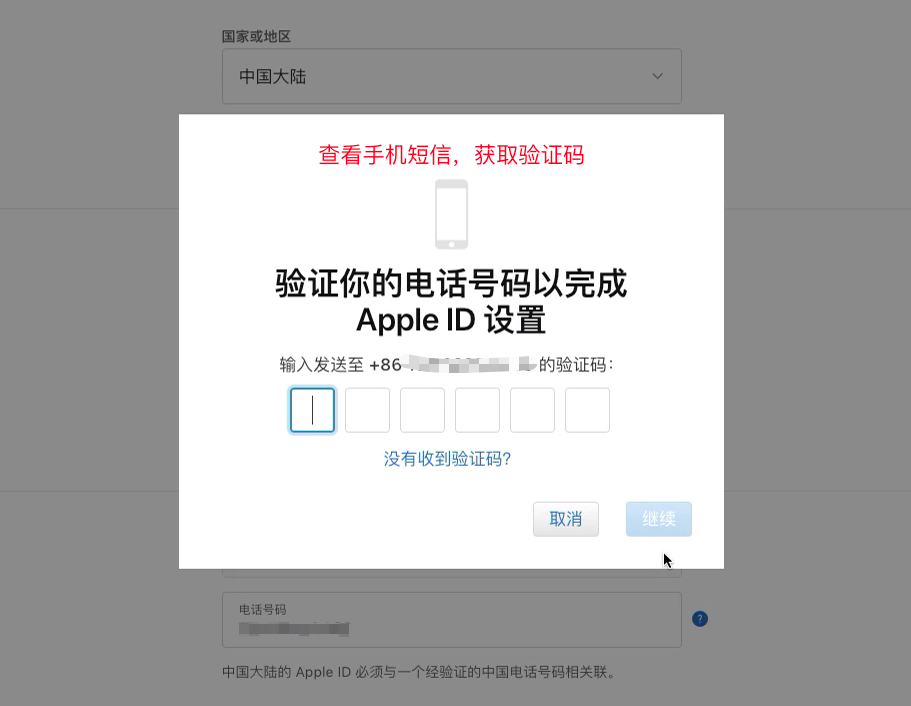 国家或地区
中国大陆
查看手机短信，获取验证码
验证你的电话号码以完成
Apple ID 设置
输入发送至 +86 的验证码：
没有收到验证码?
取消
继续
电话号码
?
中国大陆的 Apple ID 必须与一个经验证的中国电话号码相关联。